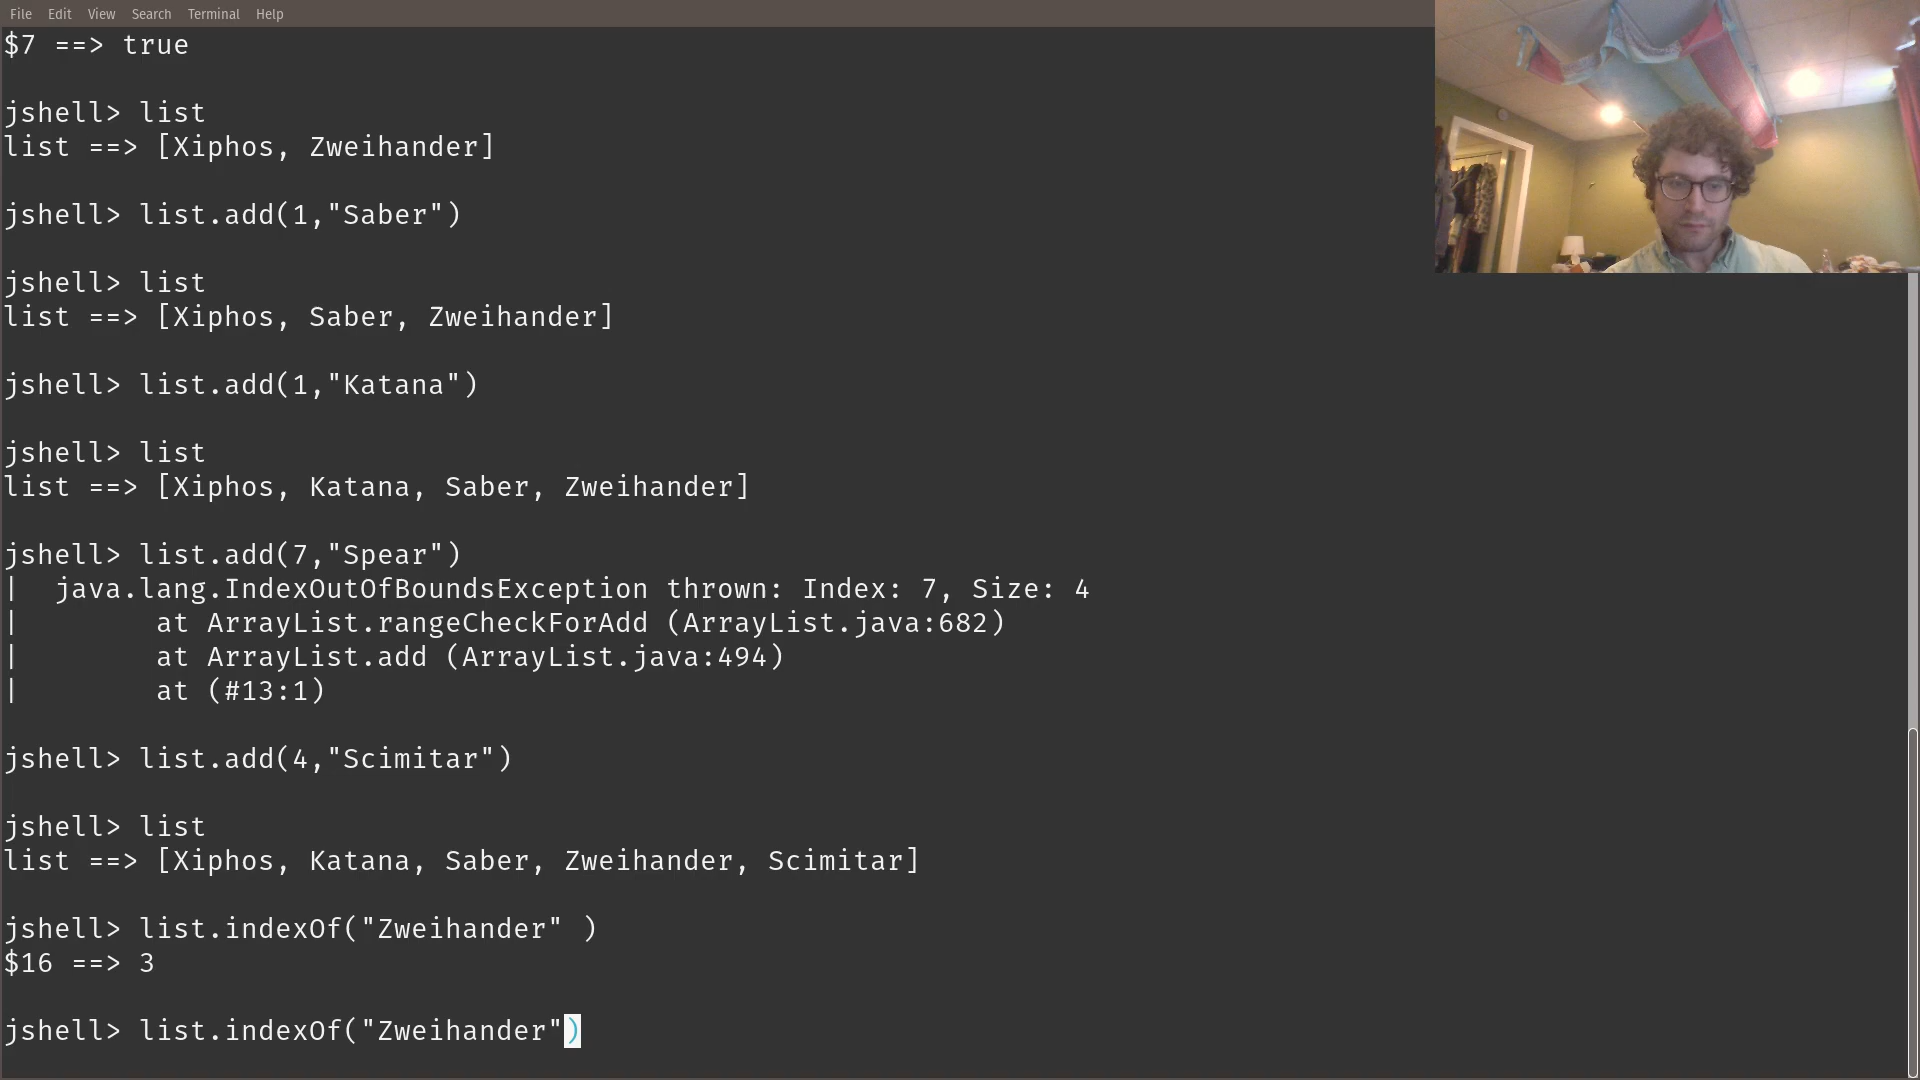 File Edit View Search Terminal Help
$7 ==> true
jshell> list
list ==> [Xiphos, Zweihander]
jshell> list.add(1,"Saber")
jshell> list
list ==> [Xiphos, Saber, Zweihander]
jshell> list.add(1,"Katana")
jshell> list
list ==> [Xiphos, Katana, Saber, Zweihander]
jshell> list.add(7,"Spear")
|  java.lang.IndexOutOfBoundsException thrown: Index: 7, Size: 4
|        at ArrayList.rangeCheckForAdd (ArrayList.java:682)
|        at ArrayList.add (ArrayList.java:494)
|        at (#13:1)
jshell> list.add(4,"Scimitar")
jshell> list
list ==> [Xiphos, Katana, Saber, Zweihander, Scimitar]
jshell> list.indexOf("Zweihander" )
$16 ==> 3
jshell> list.indexOf("Zweihander")